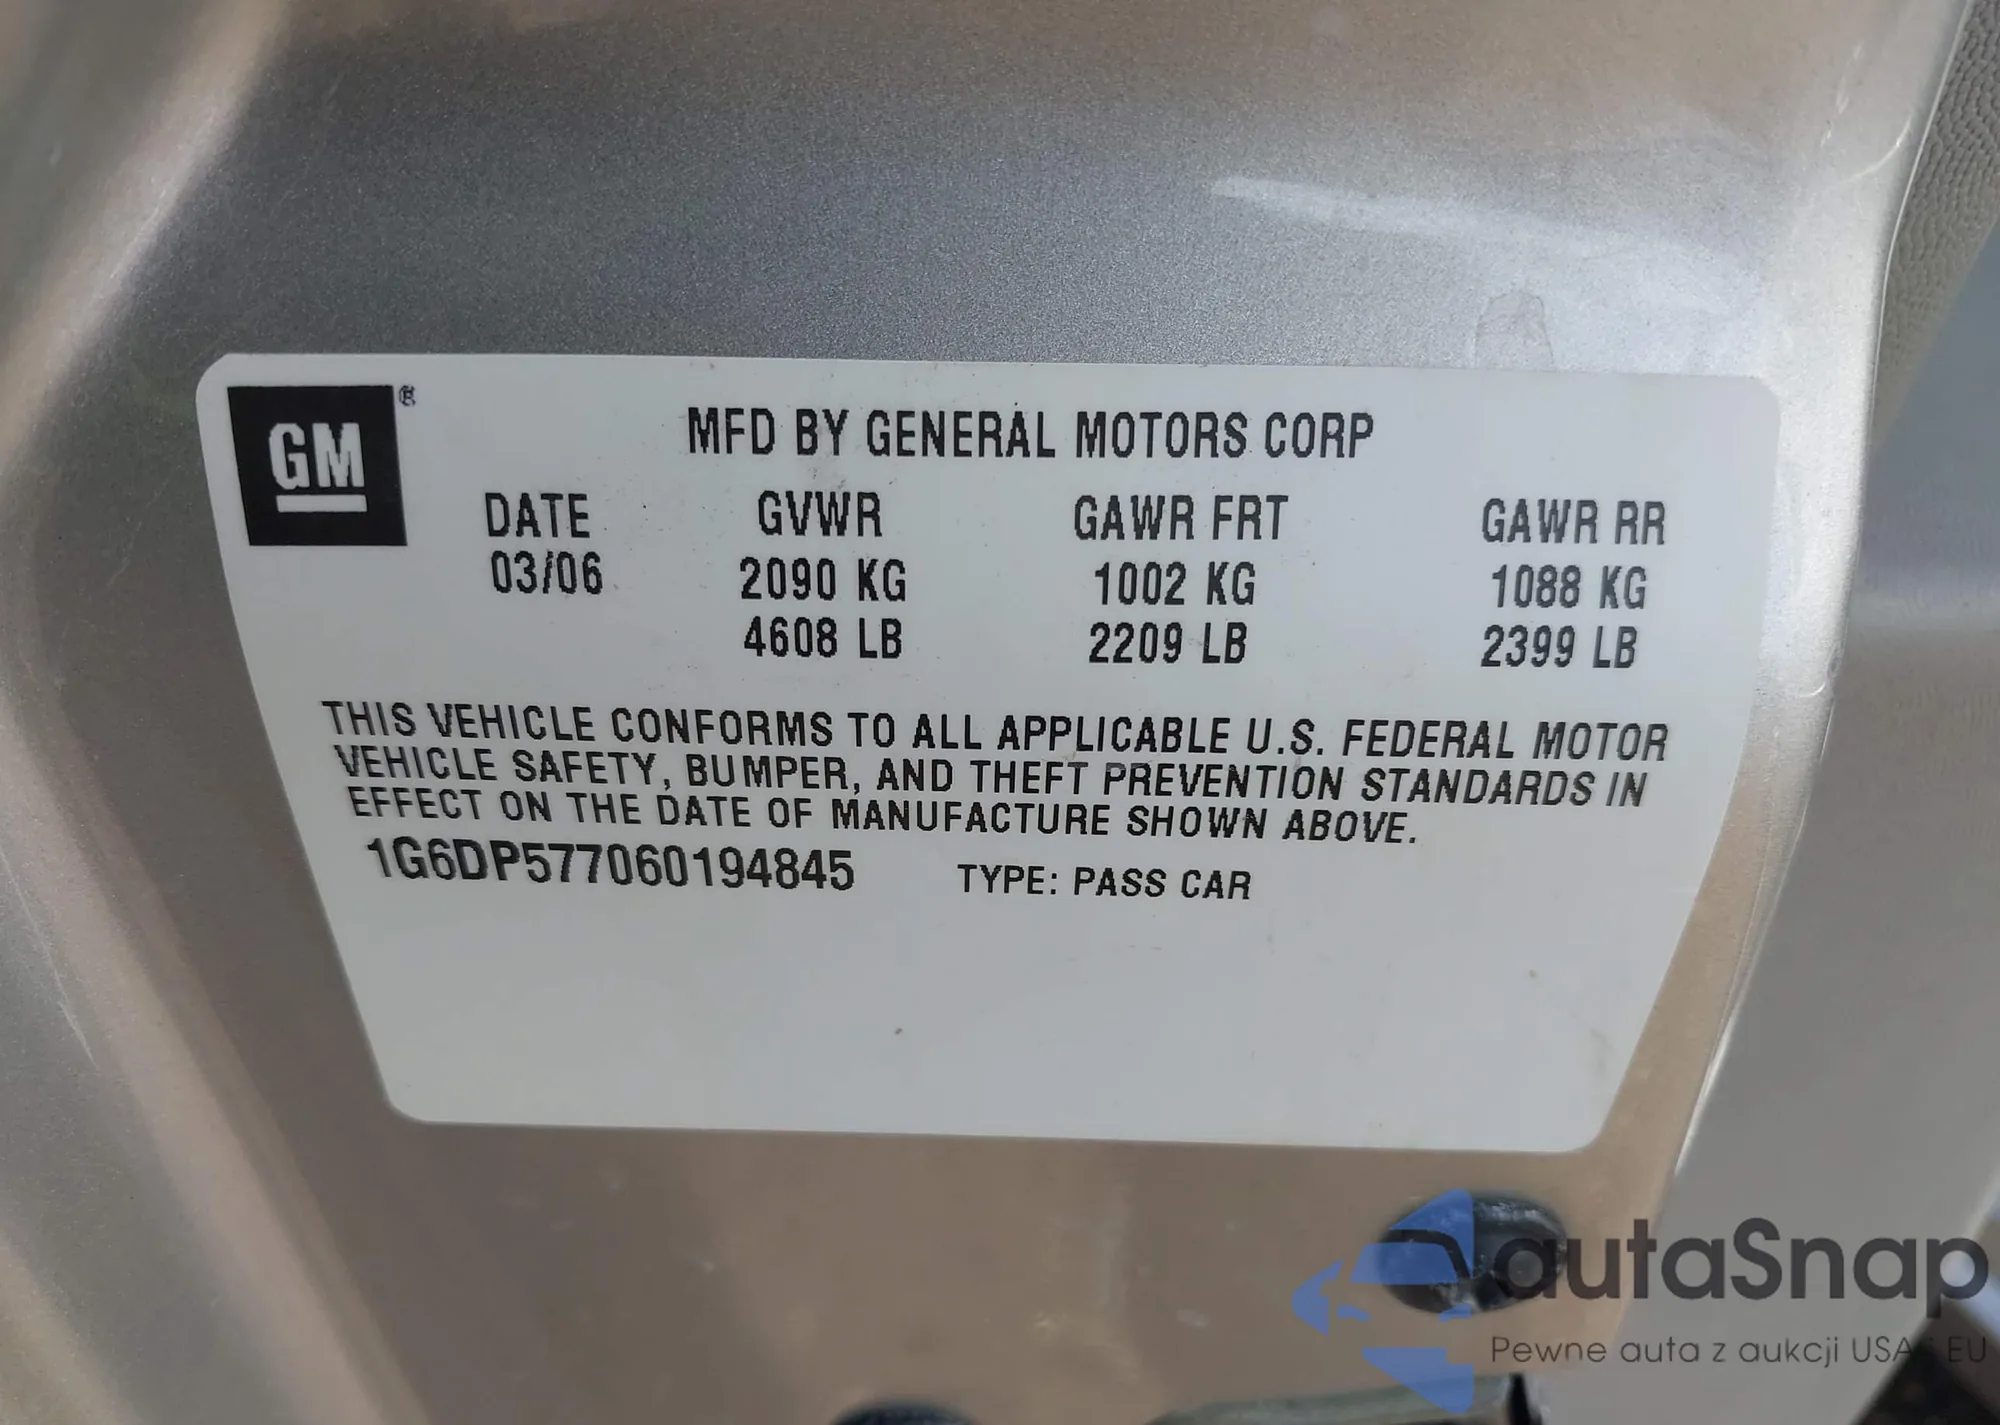 GM®
MFD BY GENERAL MOTORS CORP
DATE GVWR GAWR FRT GAWR RR
03/06 2090 KG 1002 KG 1088 KG
4608 LB 2209 LB 2399 LB
THIS VEHICLE CONFORMS TO ALL APPLICABLE U.S. FEDERAL MOTOR
VEHICLE SAFETY, BUMPER, AND THEFT PREVENTION STANDARDS IN
EFFECT ON THE DATE OF MANUFACTURE SHOWN ABOVE.
1G6DP577060194845 TYPE: PASS CAR
autaSnap
Pewne auta z aukcji USA EU